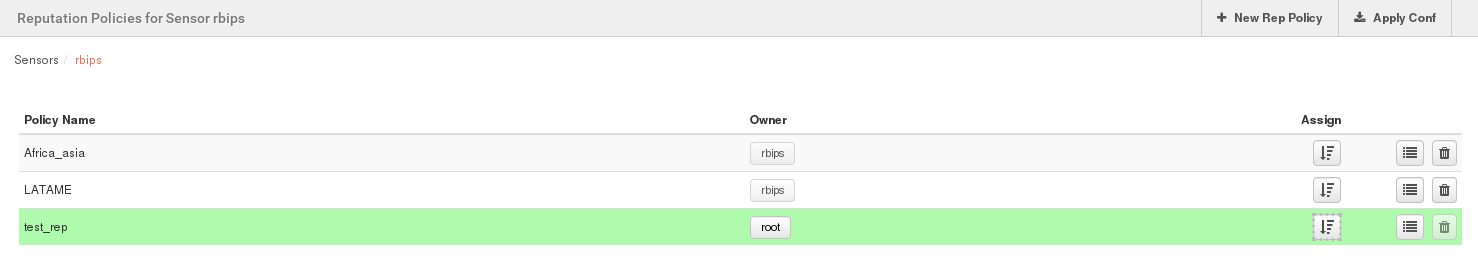 Reputation Policies for Sensor rbips
New Rep Policy
Apply Conf
Sensors / rbips
Policy Name Owner Assign
Africa_asia rbips
LATAME rbips
test_rep root